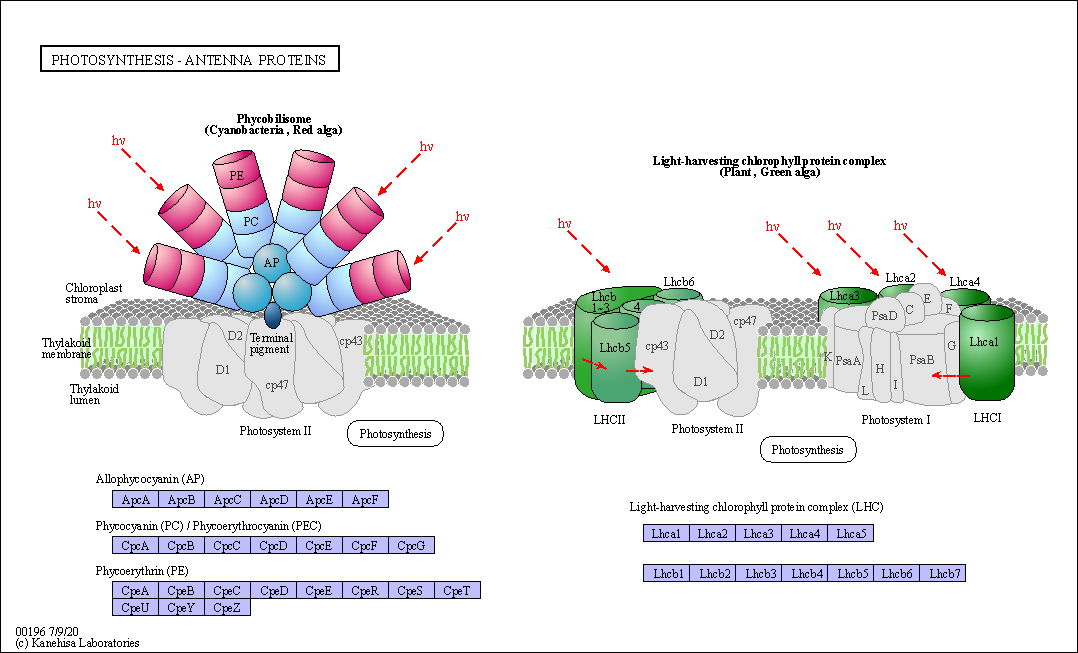 PHOTOSYNTHESIS - ANTENNA PROTEINS
Phycobilisome
(Cyanobacteria , Red alga)
hν
hν
hν
hν
PE
PC
AP
Chloroplast
stroma
Thylakoid
membrane
Thylakoid
lumen
D2
Terminal
pigment
cp43
D1
cp47
Photosystem II
Photosynthesis
Light-harvesting chlorophyll protein complex
(Plant , Green alga)
hν
hν
hν
hν
Lhcb
1-3
4
Lhcb6
Lhcb5
cp43
D2
cp47
D1
LHCII
Photosystem II
Lhca3
Lhca2
Lhca4
Lhca1
PsaD
C
E
F
G
K
PsaA
H
PsaB
L
I
Photosystem I
LHCI
Photosynthesis
Allophycocyanin (AP)
ApcA ApcB ApcC ApcD ApcE ApcF
Phycocyanin (PC) / Phycoerythrocyanin (PEC)
CpcA CpcB CpcC CpcD CpcE CpcF CpcG
Phycoerythrin (PE)
CpeA CpeB CpeC CpeD CpeE CpeR CpeS CpeT
CpeU CpeY CpeZ
Light-harvesting chlorophyll protein complex (LHC)
Lhca1 Lhca2 Lhca3 Lhca4 Lhca5
Lhcb1 Lhcb2 Lhcb3 Lhcb4 Lhcb5 Lhcb6 Lhcb7
00196 7/9/20
(c) Kanehisa Laboratories